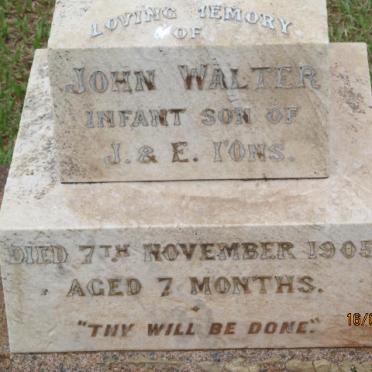 LOVING MEMORY
OF
JOHN WALTER
INFANT SON OF
J. & E. I'ONS.
DIED 7TH NOVEMBER 1905
AGED 7 MONTHS.
"THY WILL BE DONE."